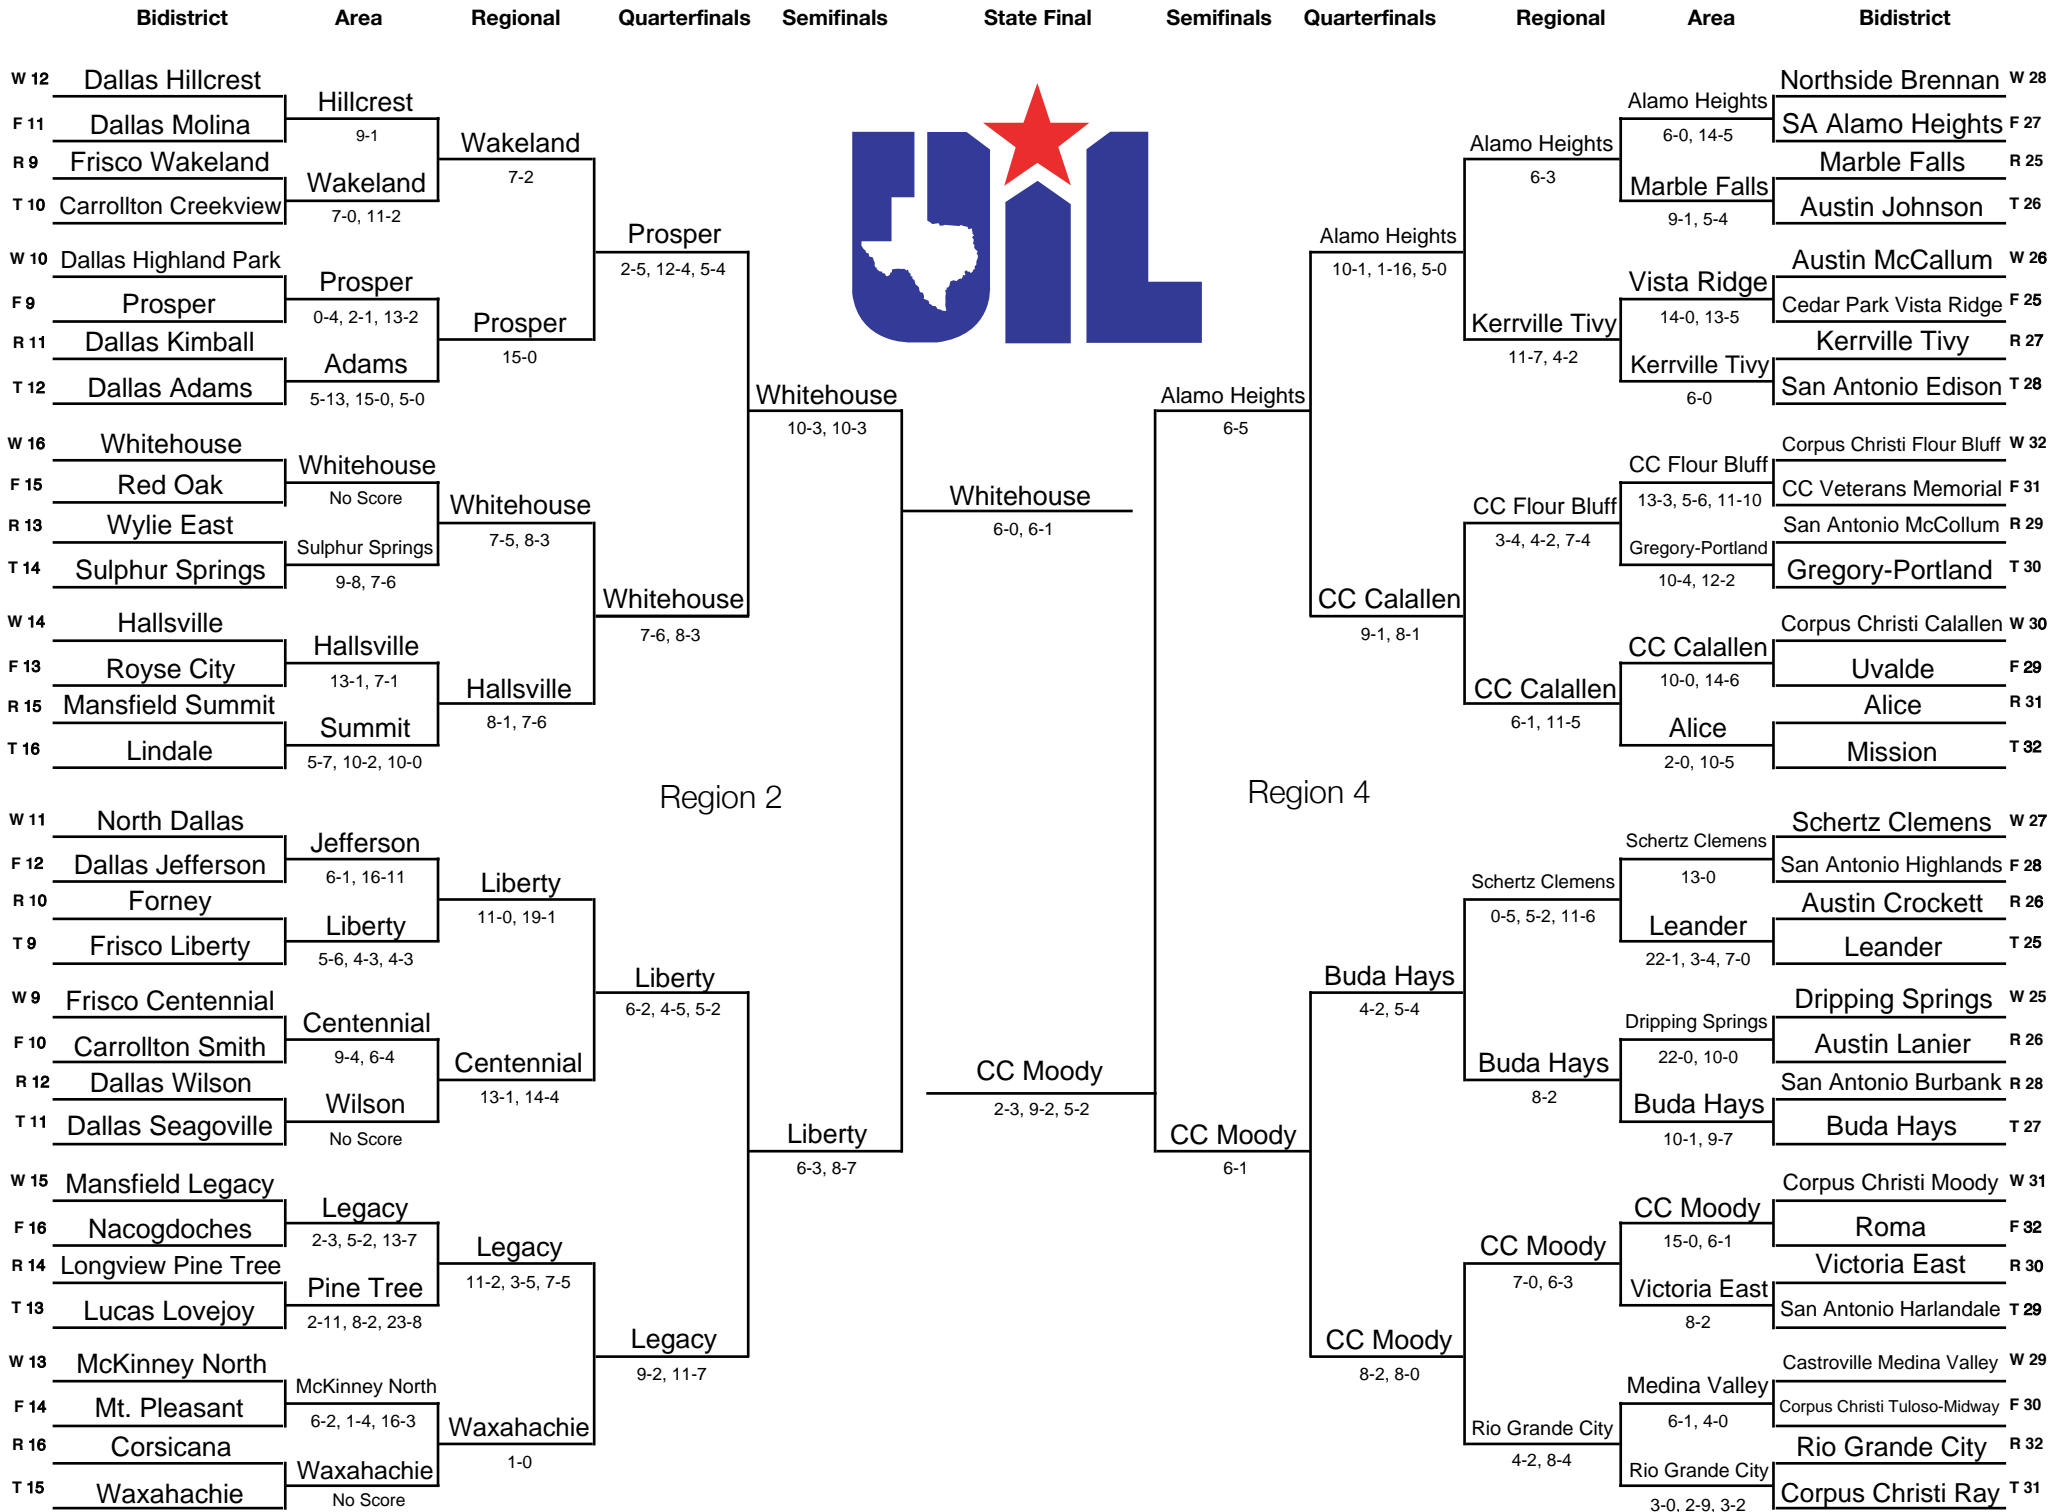 Bidistrict Area Regional Quarterfinals Semifinals State Final Semifinals Quarterfinals Regional Area Bidistrict
W 12 Dallas Hillcrest
Hillcrest
9-1
F 11 Dallas Molina
Wakeland
7-2
R 9 Frisco Wakeland
Wakeland
7-0, 11-2
T 10 Carrollton Creekview
Prosper
2-5, 12-4, 5-4
W 10 Dallas Highland Park
Prosper
0-4, 2-1, 13-2
F 9 Prosper
Prosper
15-0
R 11 Dallas Kimball
Adams
5-13, 15-0, 5-0
T 12 Dallas Adams
Whitehouse
10-3, 10-3
W 16 Whitehouse
Whitehouse
No Score
F 15 Red Oak
Whitehouse
7-5, 8-3
R 13 Wylie East
Sulphur Springs
9-8, 7-6
T 14 Sulphur Springs
Whitehouse
7-6, 8-3
W 14 Hallsville
Hallsville
13-1, 7-1
F 13 Royse City
Hallsville
8-1, 7-6
R 15 Mansfield Summit
Summit
5-7, 10-2, 10-0
T 16 Lindale
Region 2
W 11 North Dallas
Jefferson
6-1, 16-11
F 12 Dallas Jefferson
Liberty
11-0, 19-1
R 10 Forney
Liberty
5-6, 4-3, 4-3
T 9 Frisco Liberty
Liberty
6-2, 4-5, 5-2
W 9 Frisco Centennial
Centennial
9-4, 6-4
F 10 Carrollton Smith
Centennial
13-1, 14-4
R 12 Dallas Wilson
Wilson
No Score
T 11 Dallas Seagoville
Liberty
6-3, 8-7
W 15 Mansfield Legacy
Legacy
2-3, 5-2, 13-7
F 16 Nacogdoches
Legacy
11-2, 3-5, 7-5
R 14 Longview Pine Tree
Pine Tree
2-11, 8-2, 23-8
T 13 Lucas Lovejoy
Legacy
9-2, 11-7
W 13 McKinney North
McKinney North
6-2, 1-4, 16-3
F 14 Mt. Pleasant
Waxahachie
1-0
R 16 Corsicana
Waxahachie
No Score
T 15 Waxahachie
UIL
Whitehouse
6-0, 6-1
CC Moody
2-3, 9-2, 5-2
Northside Brennan W 28
Alamo Heights
6-0, 14-5
SA Alamo Heights F 27
Alamo Heights
6-3
Marble Falls R 25
Marble Falls
9-1, 5-4
Austin Johnson T 26
Alamo Heights
10-1, 1-16, 5-0
Austin McCallum W 26
Vista Ridge
14-0, 13-5
Cedar Park Vista Ridge F 25
Kerrville Tivy
11-7, 4-2
Kerrville Tivy R 27
Kerrville Tivy
6-0
San Antonio Edison T 28
Alamo Heights
6-5
Corpus Christi Flour Bluff W 32
CC Flour Bluff
13-3, 5-6, 11-10
CC Veterans Memorial F 31
CC Flour Bluff
3-4, 4-2, 7-4
San Antonio McCollum R 29
Gregory-Portland
10-4, 12-2
Gregory-Portland T 30
CC Calallen
9-1, 8-1
Corpus Christi Calallen W 30
CC Calallen
10-0, 14-6
Uvalde F 29
CC Calallen
6-1, 11-5
Alice R 31
Alice
2-0, 10-5
Mission T 32
Region 4
Schertz Clemens W 27
Schertz Clemens
13-0
San Antonio Highlands F 28
Schertz Clemens
0-5, 5-2, 11-6
Austin Crockett R 26
Leander
22-1, 3-4, 7-0
Leander T 25
Buda Hays
4-2, 5-4
Dripping Springs W 25
Dripping Springs
22-0, 10-0
Austin Lanier R 26
Buda Hays
8-2
San Antonio Burbank R 28
Buda Hays
10-1, 9-7
Buda Hays T 27
CC Moody
6-1
Corpus Christi Moody W 31
CC Moody
15-0, 6-1
Roma F 32
CC Moody
7-0, 6-3
Victoria East R 30
Victoria East
8-2
San Antonio Harlandale T 29
CC Moody
8-2, 8-0
Castroville Medina Valley W 29
Medina Valley
6-1, 4-0
Corpus Christi Tuloso-Midway F 30
Rio Grande City
4-2, 8-4
Rio Grande City R 32
Rio Grande City
3-0, 2-9, 3-2
Corpus Christi Ray T 31